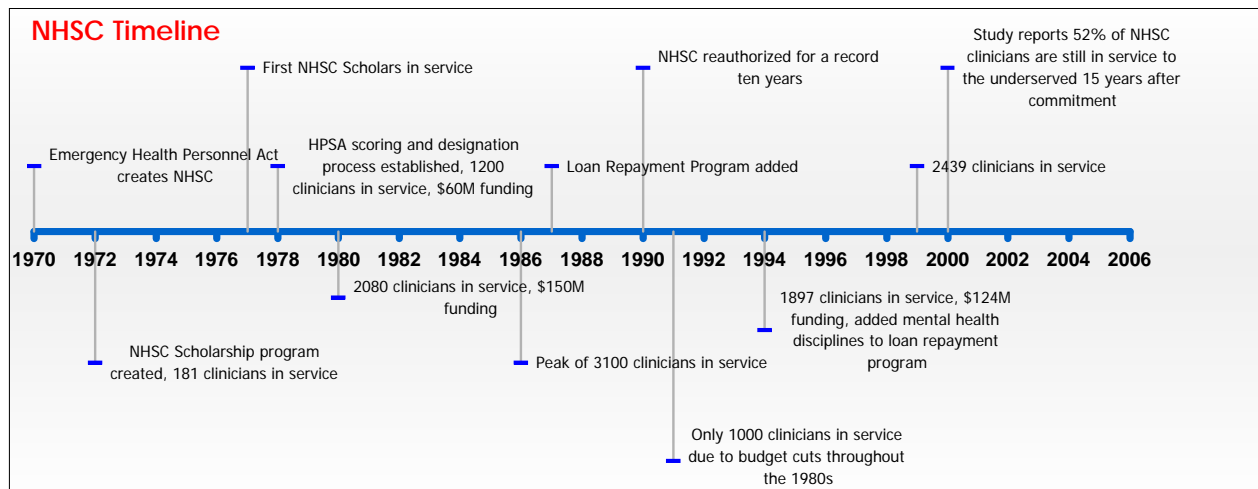 NHSC Timeline
First NHSC Scholars in service
NHSC reauthorized for a record
ten years
Study reports 52% of NHSC
clinicians are still in service to
the underserved 15 years after
commitment
Emergency Health Personnel Act
creates NHSC
HPSA scoring and designation
process established, 1200
clinicians in service, $60M funding
Loan Repayment Program added
2439 clinicians in service
1970 1972 1974 1976 1978 1980 1982 1984 1986 1988 1990 1992 1994 1996 1998 2000 2002 2004 2006
2080 clinicians in service, $150M
funding
1897 clinicians in service, $124M
funding, added mental health
disciplines to loan repayment
program
NHSC Scholarship program
created, 181 clinicians in service
Peak of 3100 clinicians in service
Only 1000 clinicians in service
due to budget cuts throughout
the 1980s